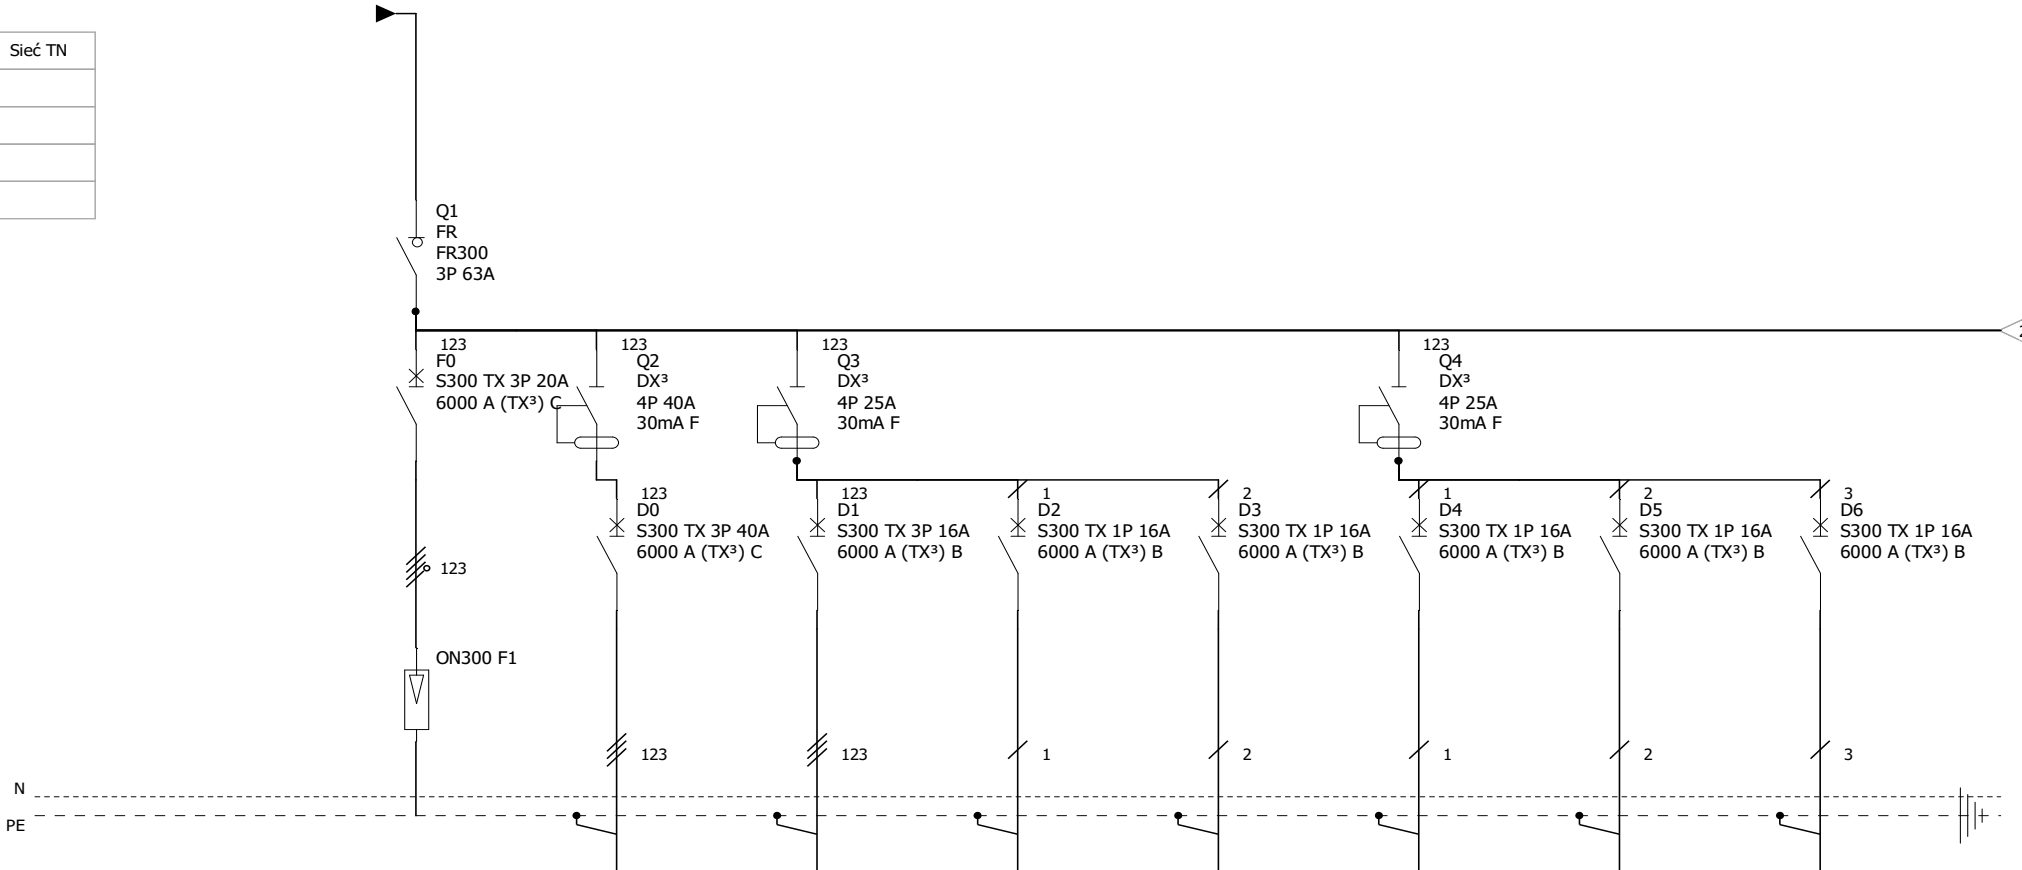 Sieć TN
Q1
FR
FR300
3P 63A
123
F0
S300 TX 3P 20A
6000 A (TX³) C
123
Q2
DX³
4P 40A
30mA F
123
Q3
DX³
4P 25A
30mA F
123
Q4
DX³
4P 25A
30mA F
123
D0
S300 TX 3P 40A
6000 A (TX³) C
123
D1
S300 TX 3P 16A
6000 A (TX³) B
1
D2
S300 TX 1P 16A
6000 A (TX³) B
2
D3
S300 TX 1P 16A
6000 A (TX³) B
1
D4
S300 TX 1P 16A
6000 A (TX³) B
2
D5
S300 TX 1P 16A
6000 A (TX³) B
3
D6
S300 TX 1P 16A
6000 A (TX³) B
123
ON300 F1
123
123
1
2
1
2
3
N
PE